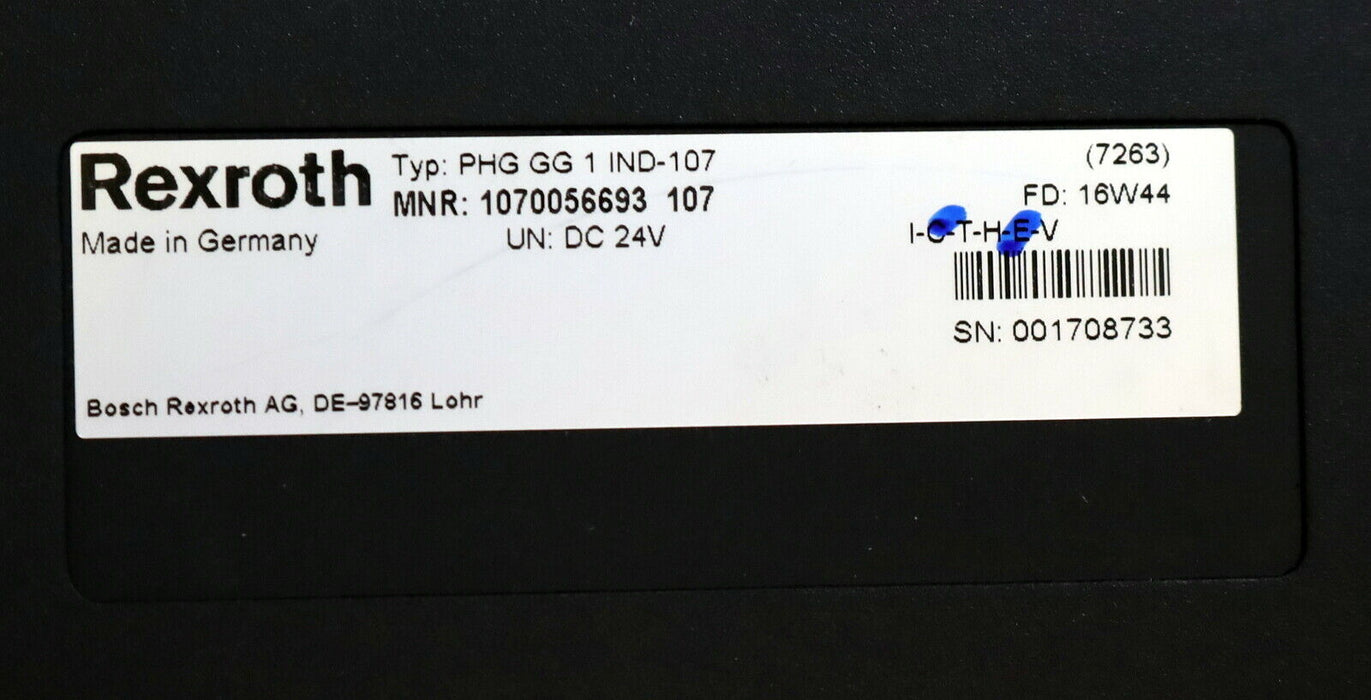 Rexroth
Made in Germany
Typ: PHG GG 1 IND-107
MNR: 1070056693 107
UN: DC 24V
(7263)
FD: 16W44
I-C-T-H-E-V
SN: 001708733
Bosch Rexroth AG, DE-97816 Lohr